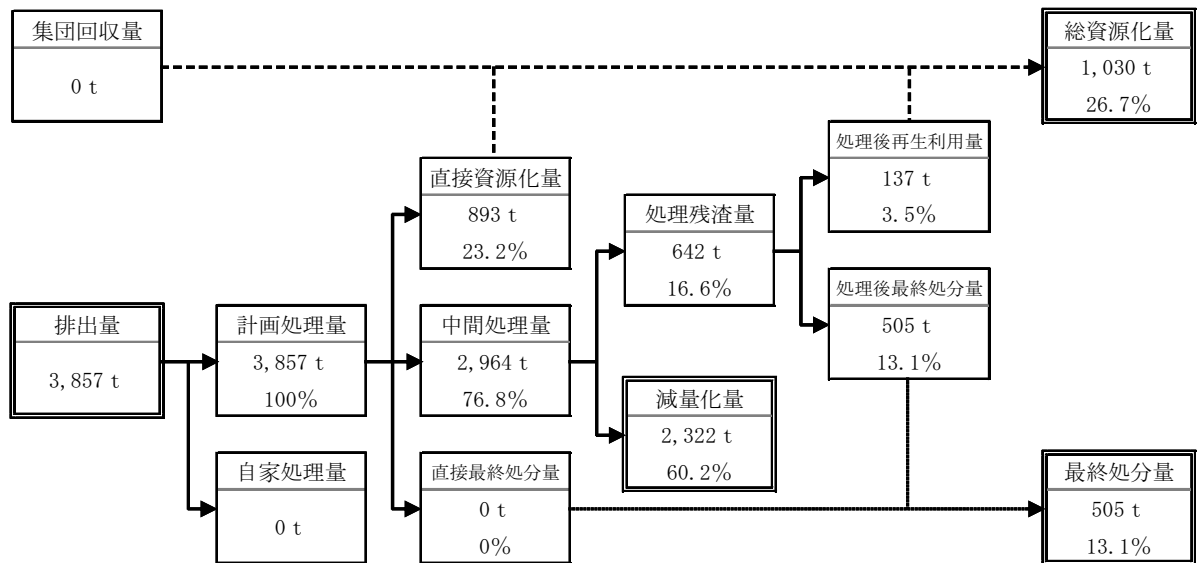 集団回収量
0 t
総資源化量
1,030 t
26.7%
直接資源化量
893 t
23.2%
処理残渣量
642 t
16.6%
処理後再生利用量
137 t
3.5%
処理後最終処分量
505 t
13.1%
排出量
3,857 t
計画処理量
3,857 t
100%
中間処理量
2,964 t
76.8%
減量化量
2,322 t
60.2%
自家処理量
0 t
直接最終処分量
0 t
0%
最終処分量
505 t
13.1%